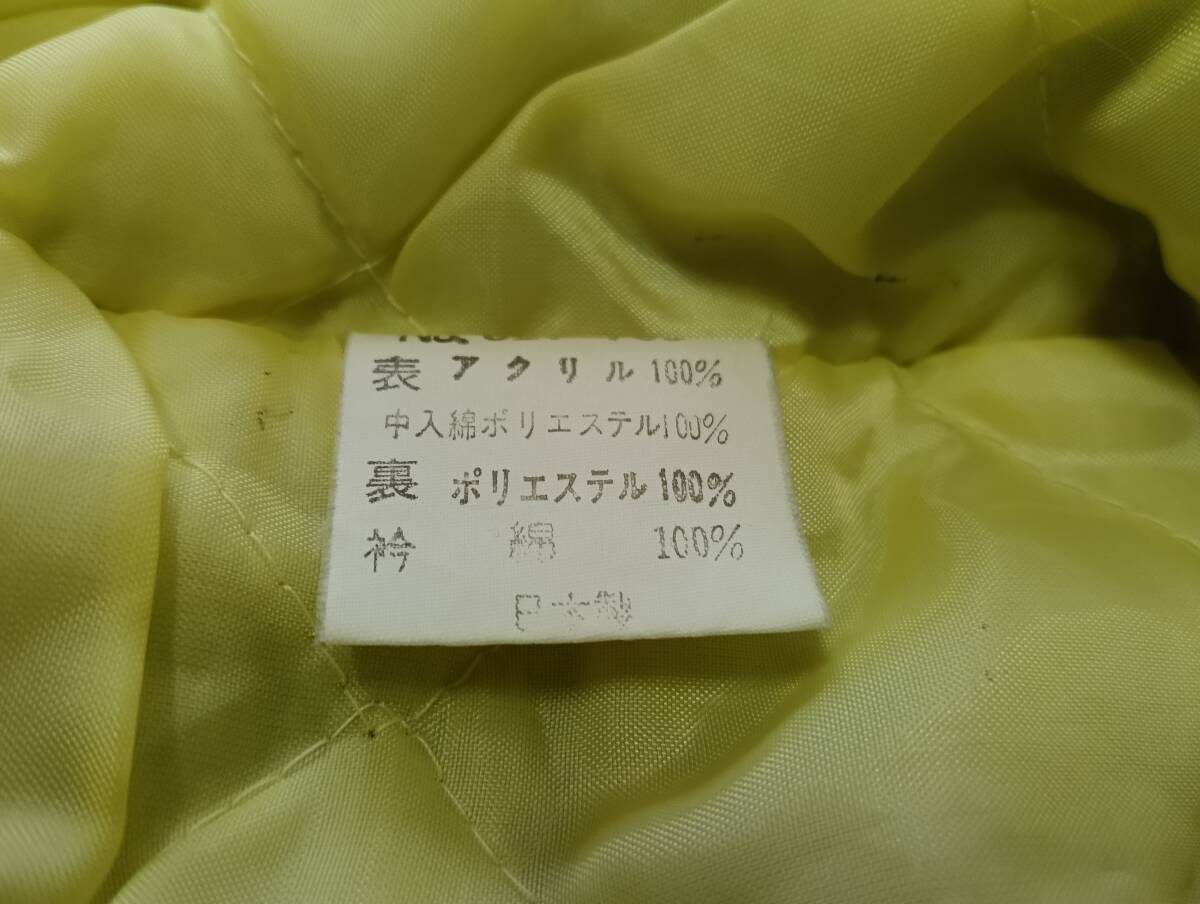 表 アクリル 100%
中入綿ポリエステル100%
裏 ポリエステル 100%
衿 綿 100%
日本製